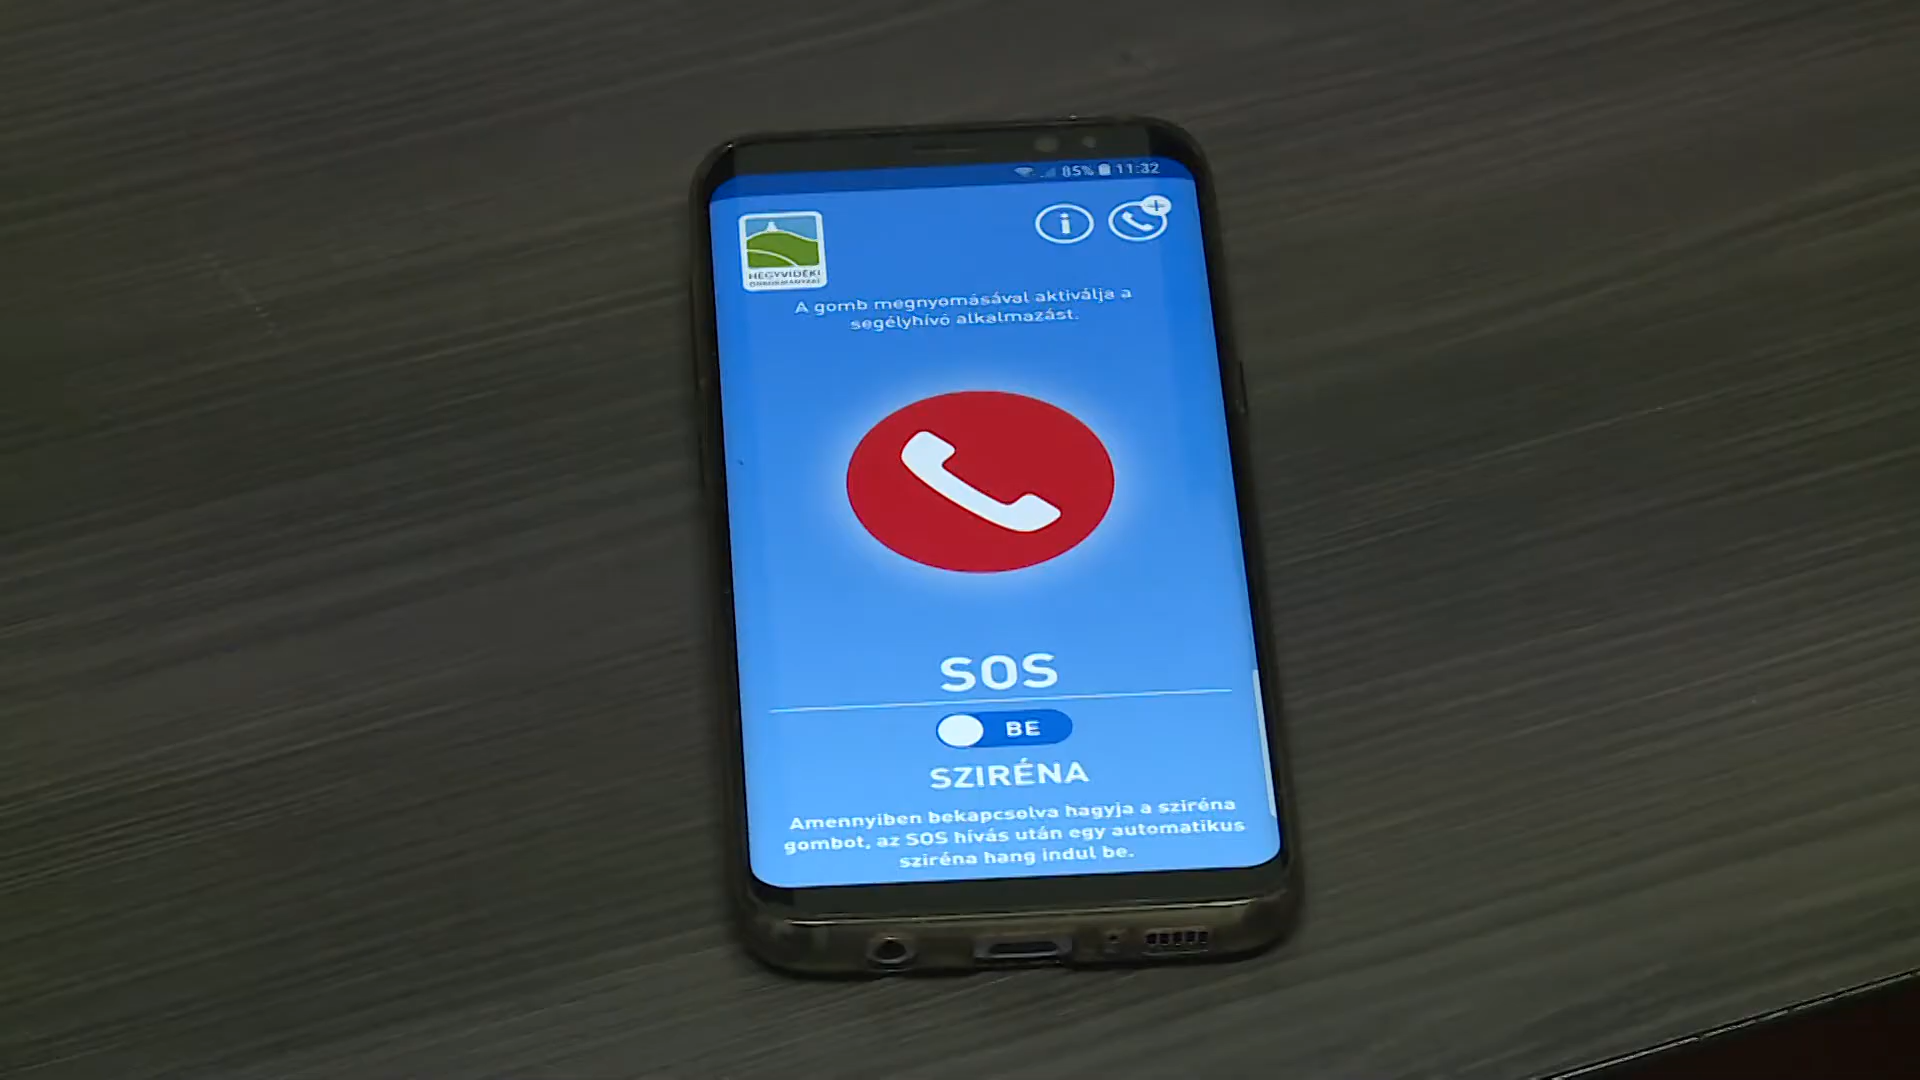 85% 11:32
HEGYVIDÉKI
ÖNKORMÁNYZAT
A gomb megnyomásával aktiválja a
segélyhívó alkalmazást.
SOS
BE
SZIRÉNA
Amennyiben bekapcsolva hagyja a sziréna
gombot, az SOS hívás után egy automatikus
sziréna hang indul be.